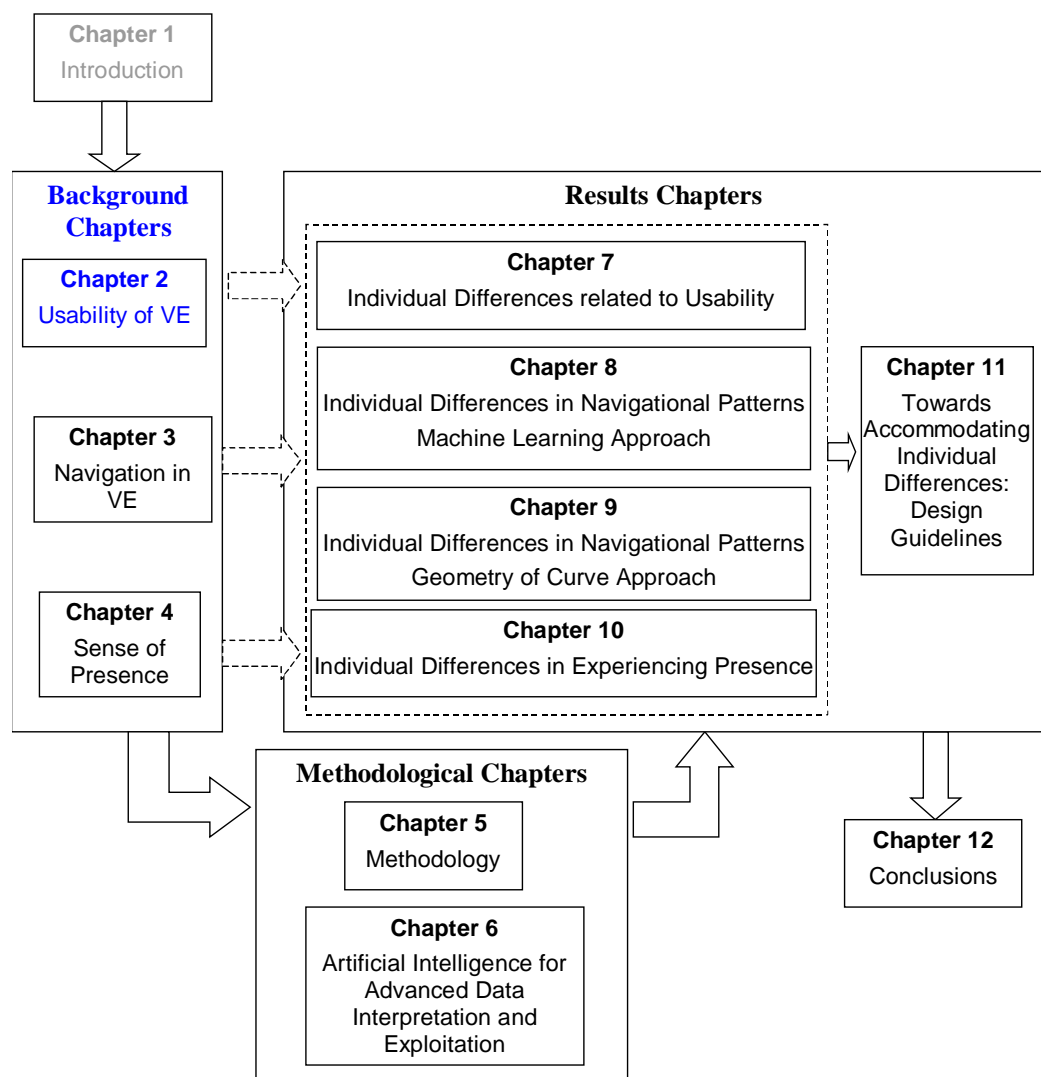 Chapter 1
Introduction
Background
Chapters
Chapter 2
Usability of VE
Chapter 3
Navigation in
VE
Chapter 4
Sense of
Presence
Results Chapters
Chapter 7
Individual Differences related to Usability
Chapter 8
Individual Differences in Navigational Patterns
Machine Learning Approach
Chapter 9
Individual Differences in Navigational Patterns
Geometry of Curve Approach
Chapter 10
Individual Differences in Experiencing Presence
Chapter 11
Towards
Accommodating
Individual
Differences:
Design
Guidelines
Methodological Chapters
Chapter 5
Methodology
Chapter 6
Artificial Intelligence for
Advanced Data
Interpretation and
Exploitation
Chapter 12
Conclusions